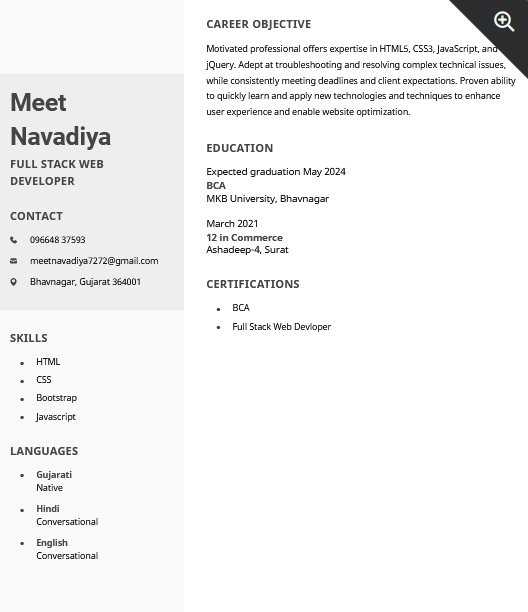 Meet
Navadiya
FULL STACK WEB
DEVELOPER
CONTACT
096648 37593
meetnavadiya7272@gmail.com
Bhavnagar, Gujarat 364001
SKILLS
HTML
CSS
Bootstrap
Javascript
LANGUAGES
Gujarati
Native
Hindi
Conversational
English
Conversational
CAREER OBJECTIVE
Motivated professional offers expertise in HTML5, CSS3, JavaScript, and
jQuery. Adept at troubleshooting and resolving complex technical issues,
while consistently meeting deadlines and client expectations. Proven ability
to quickly learn and apply new technologies and techniques to enhance
user experience and enable website optimization.
EDUCATION
Expected graduation May 2024
BCA
MKB University, Bhavnagar
March 2021
12 in Commerce
Ashadeep-4, Surat
CERTIFICATIONS
BCA
Full Stack Web Devloper